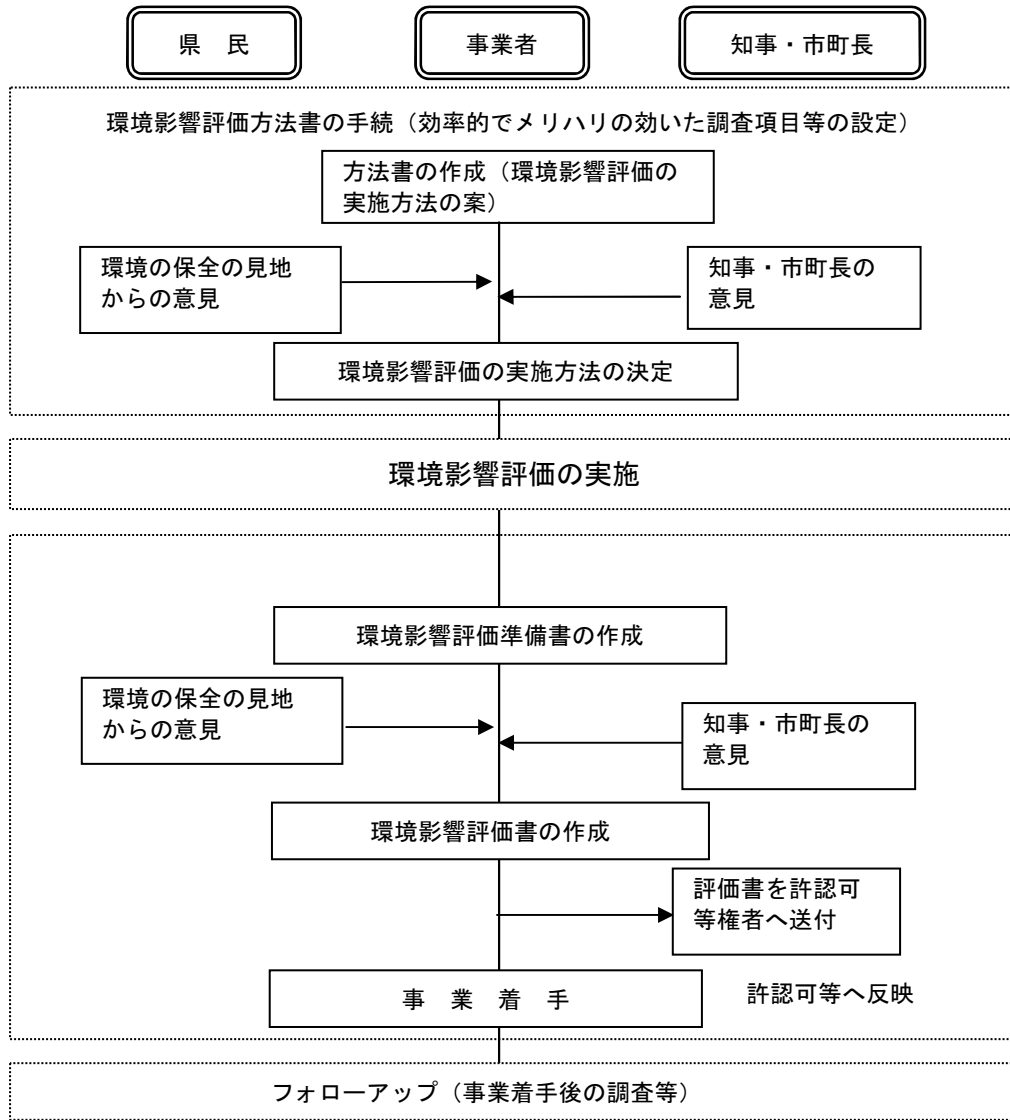 県　民
事業者
知事・市町長
環境影響評価方法書の手続（効率的でメリハリの効いた調査項目等の設定）
方法書の作成（環境影響評価の
実施方法の案）
環境の保全の見地
からの意見
知事・市町長の
意見
環境影響評価の実施方法の決定
環境影響評価の実施
環境影響評価準備書の作成
環境の保全の見地
からの意見
知事・市町長の
意見
環境影響評価書の作成
評価書を許認可
等権者へ送付
事　業　着　手
許認可等へ反映
フォローアップ（事業着手後の調査等）